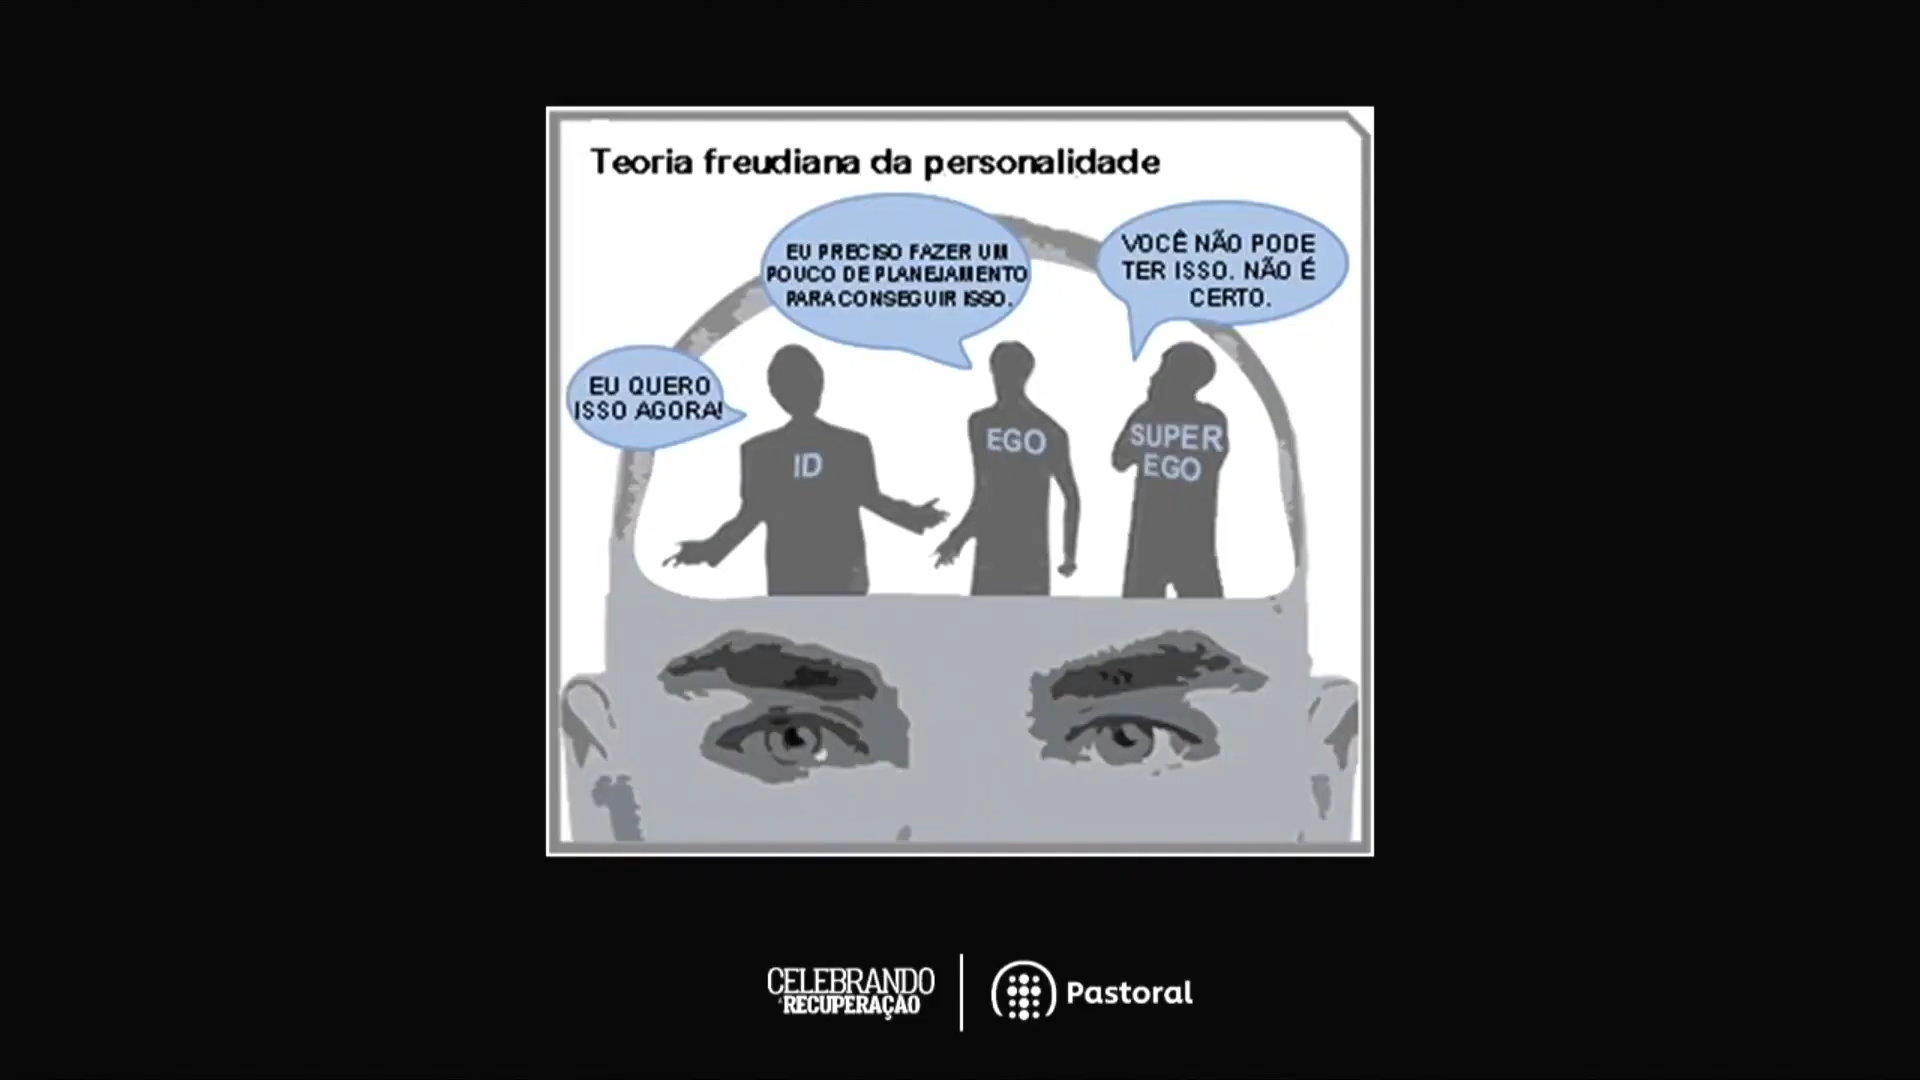 Teoria freudiana da personalidade
EU PRECISO FAZER UM
POUCO DE PLANEJAMENTO
PARA CONSEGUIR ISSO.
VOCÊ NÃO PODE
TER ISSO. NÃO É
CERTO.
EU QUERO
ISSO AGORA!
ID
EGO
SUPER
EGO
CELEBRANDO
A RECUPERAÇÃO
Pastoral